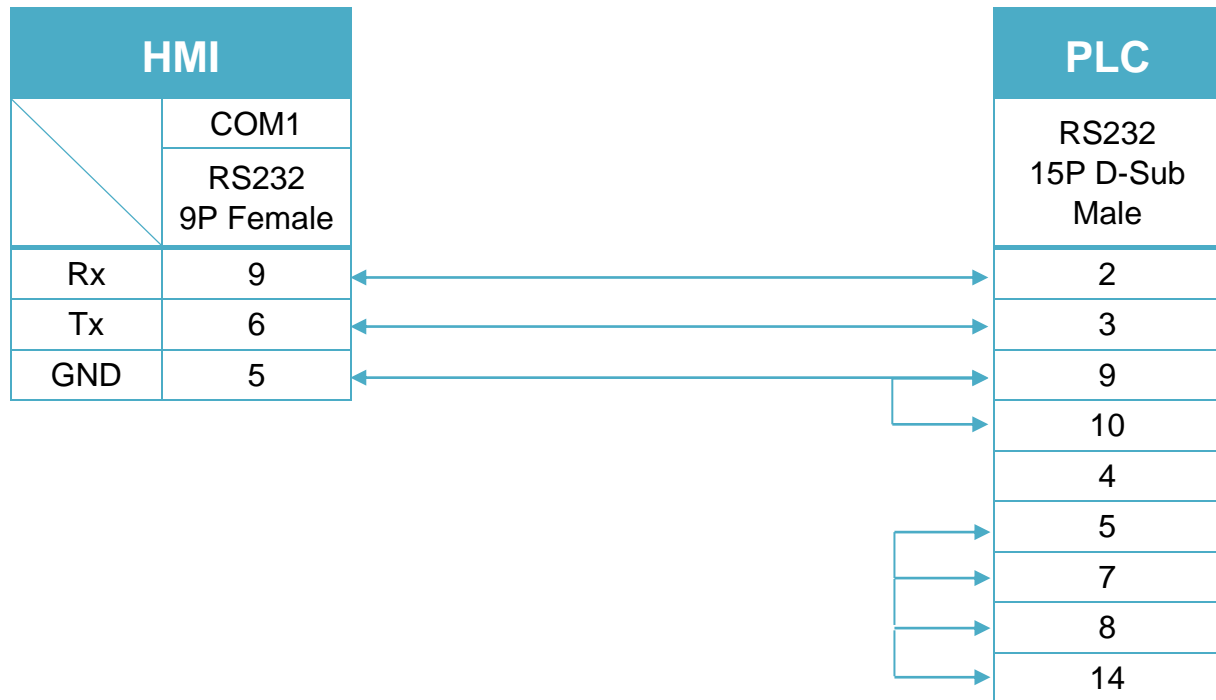 HMI
PLC
COM1
RS232
9P Female
RS232
15P D-Sub
Male
Rx 9 2
Tx 6 3
GND 5 9
10
4
5
7
8
14